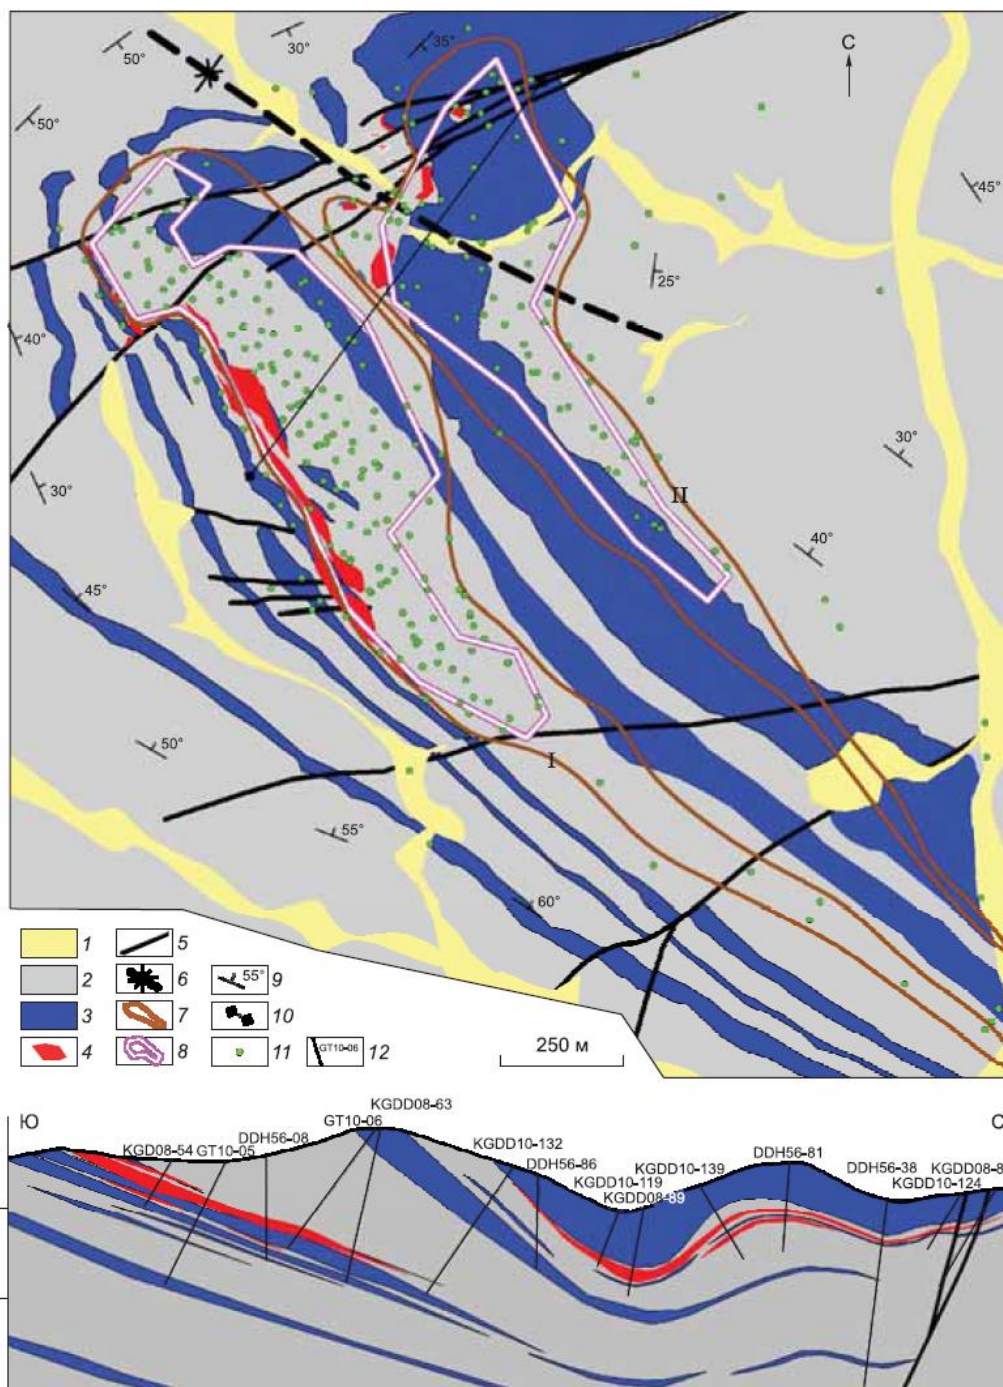 С
50°
30°
35°
50°
45°
25°
40°
30°
30°
II
40°
45°
50°
I
55°
60°
1
5
2
6
55°
9
3
7
10
4
8
11
GT10-06
12
250 м
Ю
С
KGDD08-63
GT10-06
DDH56-08
KGD08-54
GT10-05
KGDD10-132
DDH56-86
KGDD10-139
KGDD10-119
KGDD08-89
DDH56-81
DDH56-38
KGDD08-8
KGDD10-124